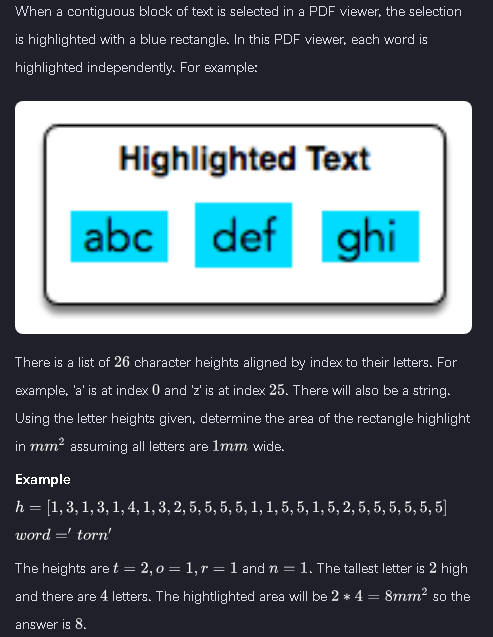 When a contiguous block of text is selected in a PDF viewer, the selection
is highlighted with a blue rectangle. In this PDF viewer, each word is
highlighted independently. For example:
Highlighted Text
abc def ghi
There is a list of 26 character heights aligned by index to their letters. For
example, 'a' is at index 0 and 'z' is at index 25. There will also be a string.
Using the letter heights given, determine the area of the rectangle highlight
in mm² assuming all letters are 1mm wide.
Example
h = [1, 3, 1, 3, 1, 4, 1, 3, 2, 5, 5, 5, 5, 1, 1, 5, 5, 1, 5, 2, 5, 5, 5, 5, 5, 5]
word =' torn'
The heights are t = 2, o = 1, r = 1 and n = 1. The tallest letter is 2 high
and there are 4 letters. The hightlighted area will be 2 * 4 = 8mm² so the
answer is 8.